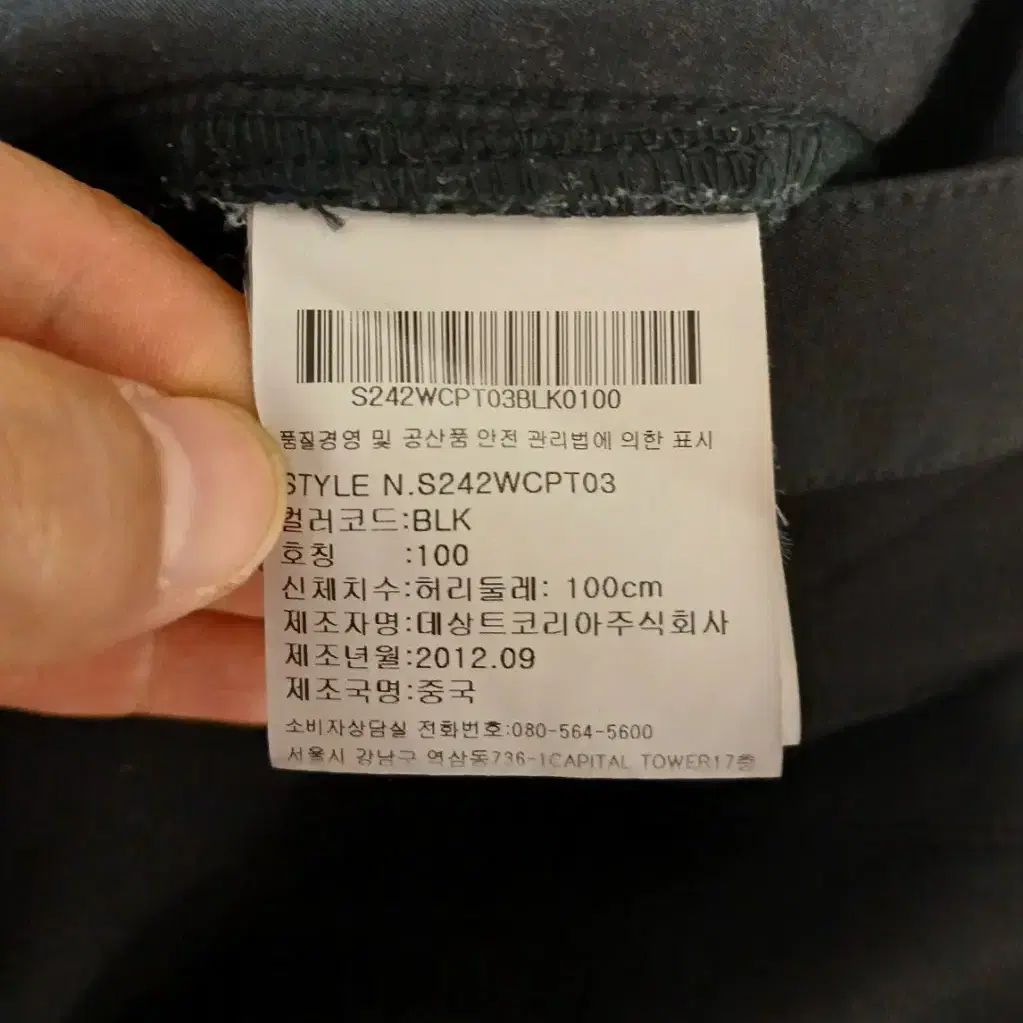 S242WCPT03BLK0100
품질경영 및 공산품 안전 관리법에 의한 표시
STYLE N.S242WCPT03
컬러코드:BLK
호칭 :100
신체치수:허리둘레: 100cm
제조자명:데상트코리아주식회사
제조년월:2012.09
제조국명:중국
소비자상담실 전화번호:080-564-5600
서울시 강남구 역삼동736-1CAPITAL TOWER17층